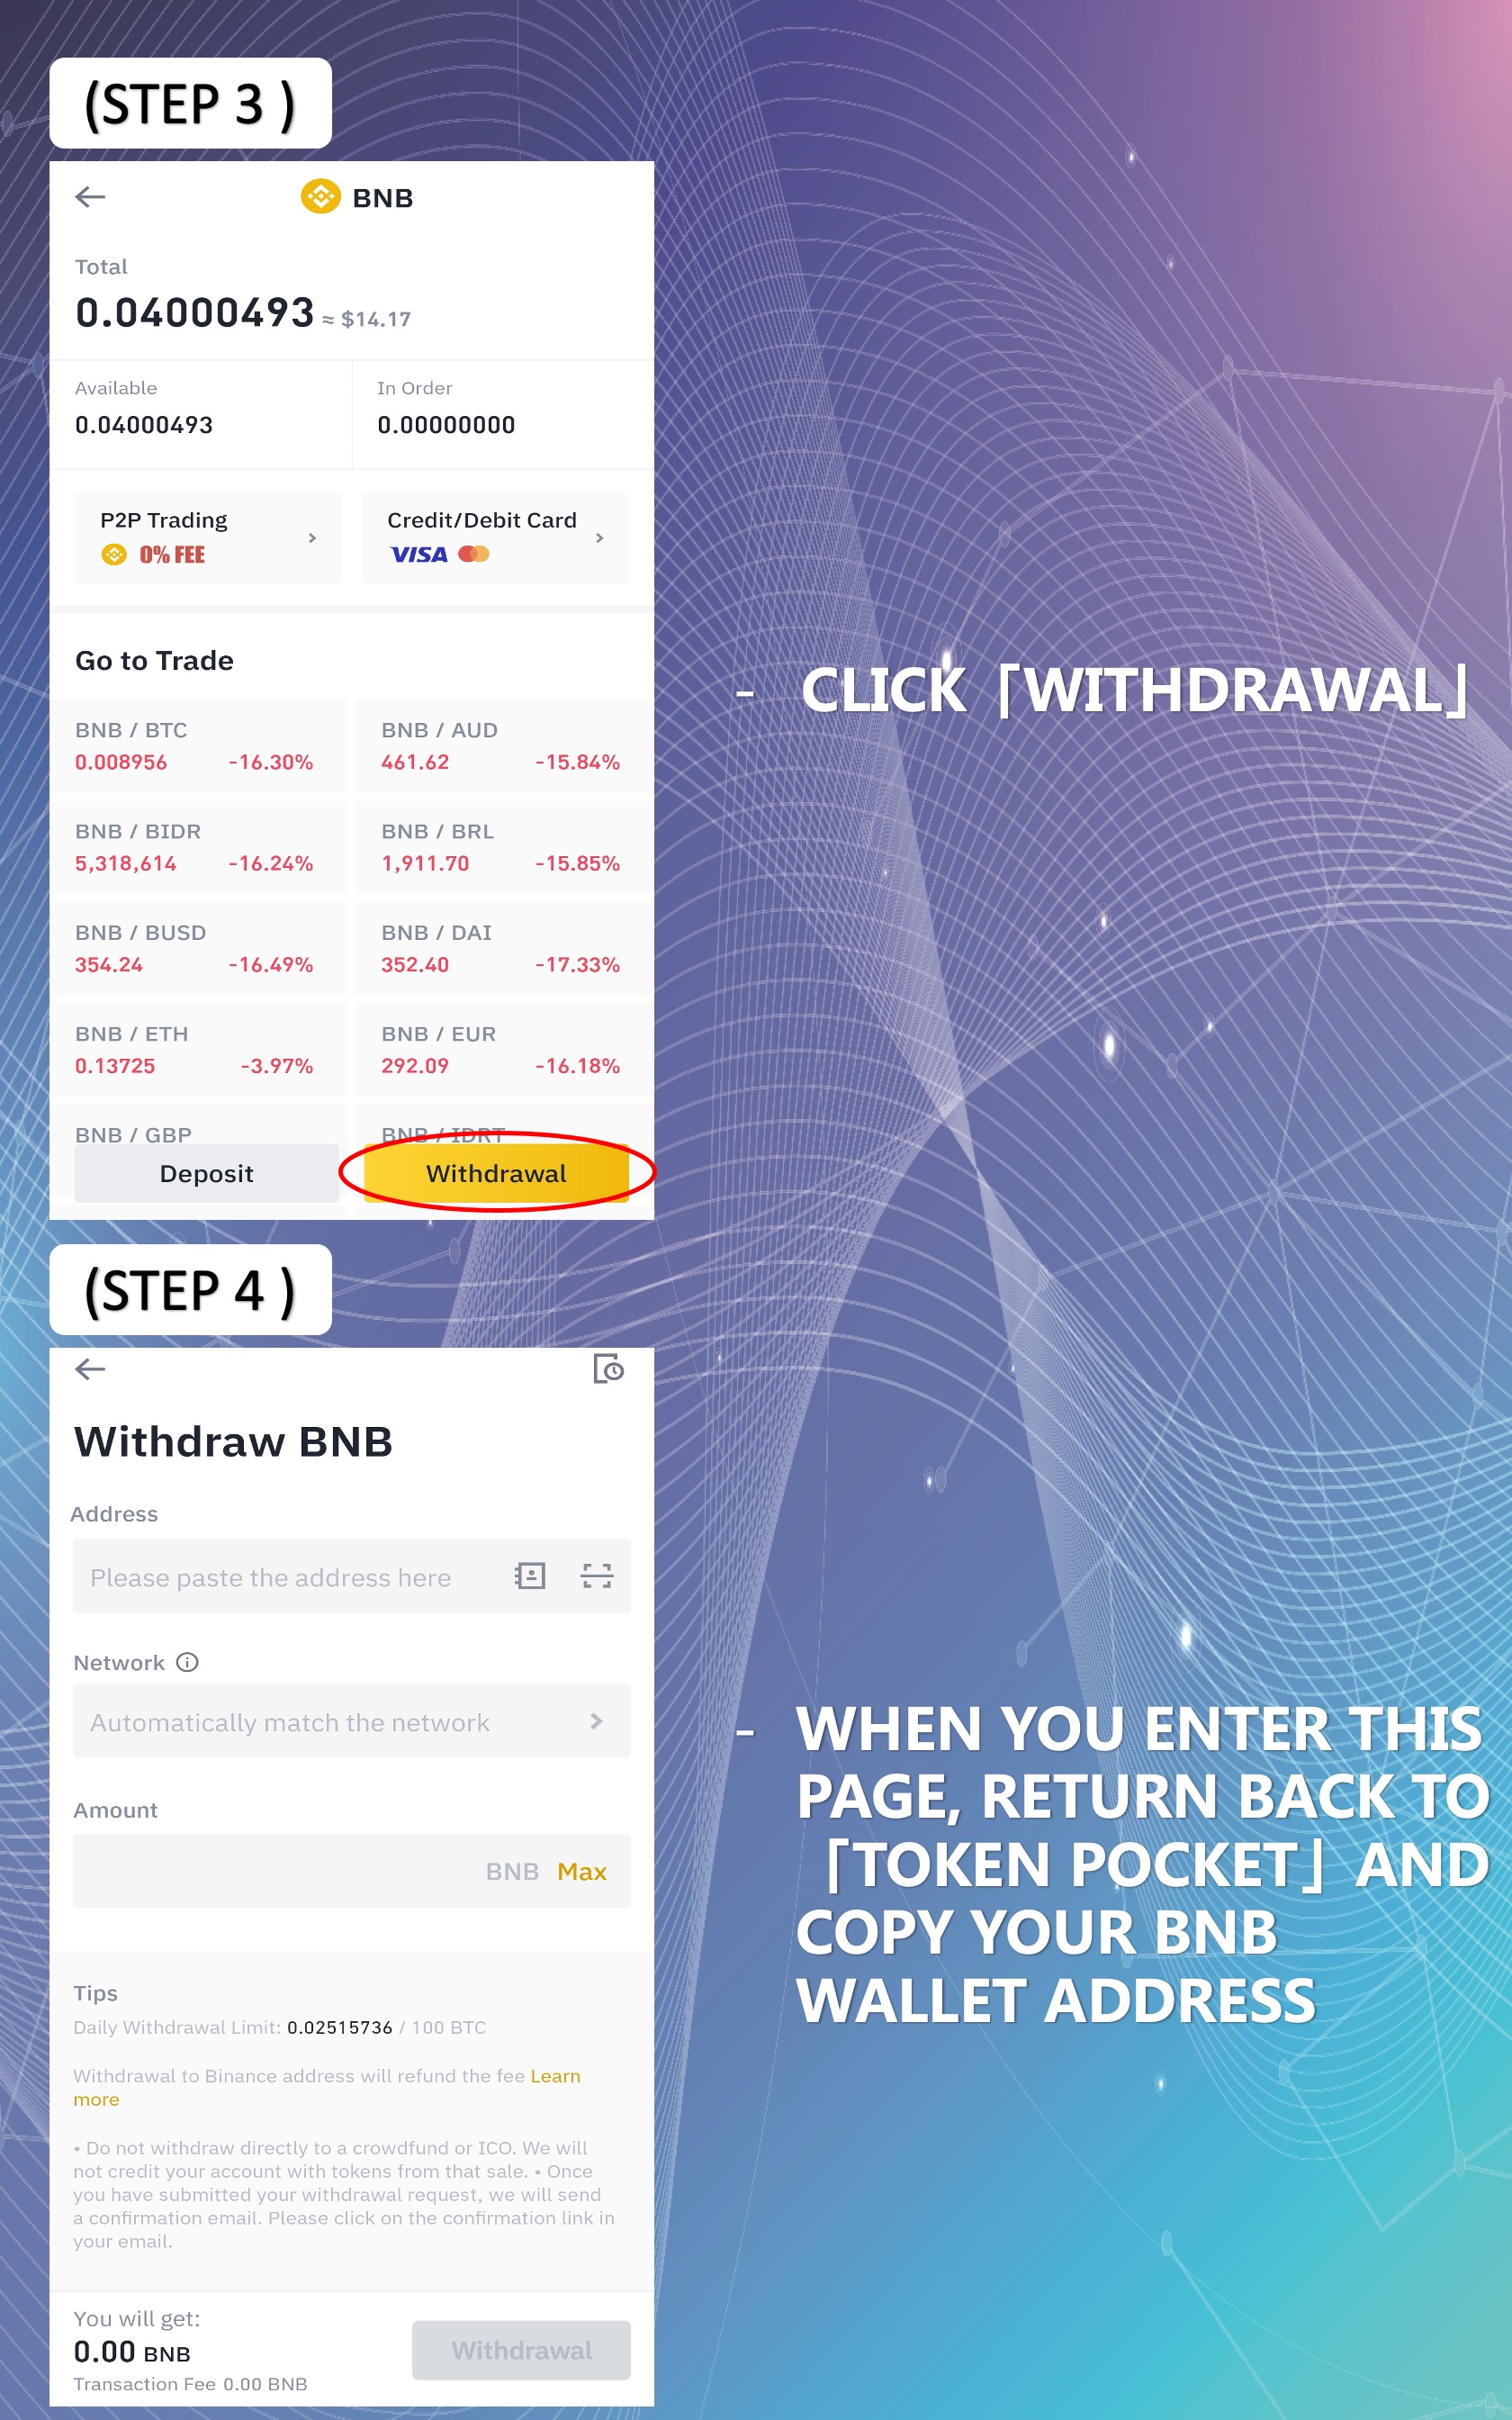 (STEP 3 )
BNB
Total
0.04000493 ≈ $14.17
Available
In Order
0.04000493
0.00000000
P2P Trading
0% FEE
Credit/Debit Card
VISA
Go to Trade
BNB / BTC
0.008956 -16.30%
BNB / AUD
461.62 -15.84%
BNB / BIDR
5,318,614 -16.24%
BNB / BRL
1,911.70 -15.85%
BNB / BUSD
354.24 -16.49%
BNB / DAI
352.40 -17.33%
BNB / ETH
0.13725 -3.97%
BNB / EUR
292.09 -16.18%
BNB / GBP
BNB / IDRT
Deposit
Withdrawal
- CLICK「WITHDRAWAL」
(STEP 4 )
Withdraw BNB
Address
Please paste the address here
Network
Automatically match the network
Amount
BNB Max
Tips
Daily Withdrawal Limit: 0.02515736 / 100 BTC
Withdrawal to Binance address will refund the fee Learn
more
• Do not withdraw directly to a crowdfund or ICO. We will
not credit your account with tokens from that sale. • Once
you have submitted your withdrawal request, we will send
a confirmation email. Please click on the confirmation link in
your email.
You will get:
0.00 BNB
Transaction Fee 0.00 BNB
Withdrawal
- WHEN YOU ENTER THIS
PAGE, RETURN BACK TO
「TOKEN POCKET」AND
COPY YOUR BNB
WALLET ADDRESS